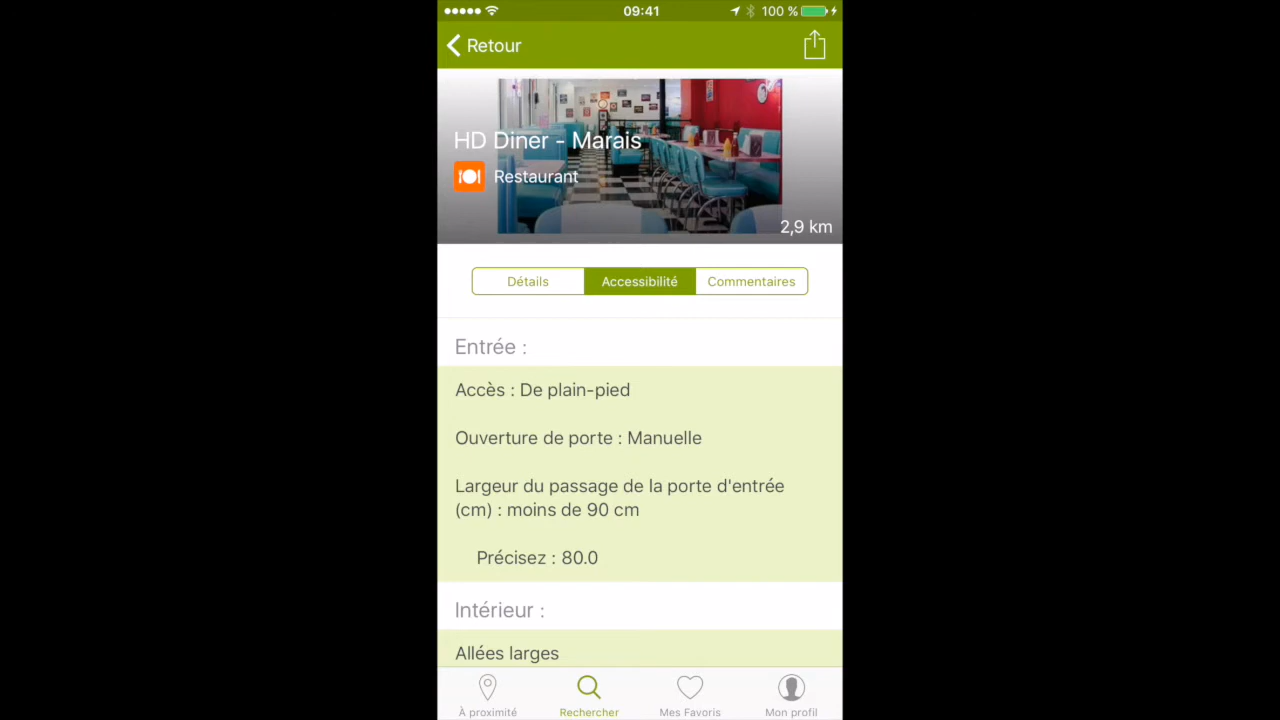 09:41
100 %
Retour
HD Diner - Marais
Restaurant
2,9 km
Détails
Accessibilité
Commentaires
Entrée :
Accès : De plain-pied
Ouverture de porte : Manuelle
Largeur du passage de la porte d'entrée
(cm) : moins de 90 cm
Précisez : 80.0
Intérieur :
Allées larges
À proximité
Rechercher
Mes Favoris
Mon profil